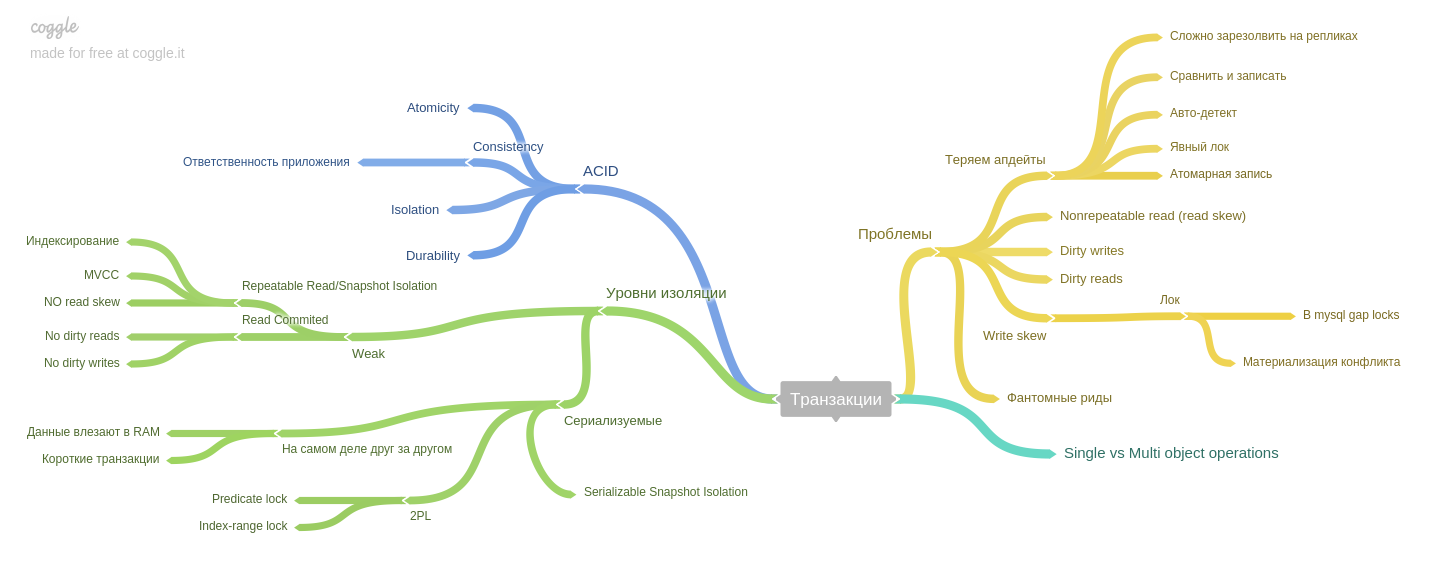 coggle
made for free at coggle.it
Atomicity
Consistency
Ответственность приложения
ACID
Isolation
Durability
Индексирование
MVCC
NO read skew
Repeatable Read/Snapshot Isolation
Уровни изоляции
Read Commited
No dirty reads
No dirty writes
Weak
Транзакции
Сериализуемые
Данные влезают в RAM
Короткие транзакции
На самом деле друг за другом
Serializable Snapshot Isolation
Predicate lock
Index-range lock
2PL
Сложно зарезолвить на репликах
Сравнить и записать
Авто-детект
Явный лок
Атомарная запись
Теряем апдейты
Nonrepeatable read (read skew)
Проблемы
Dirty writes
Dirty reads
Лок
В mysql gap locks
Write skew
Материализация конфликта
Фантомные риды
Single vs Multi object operations